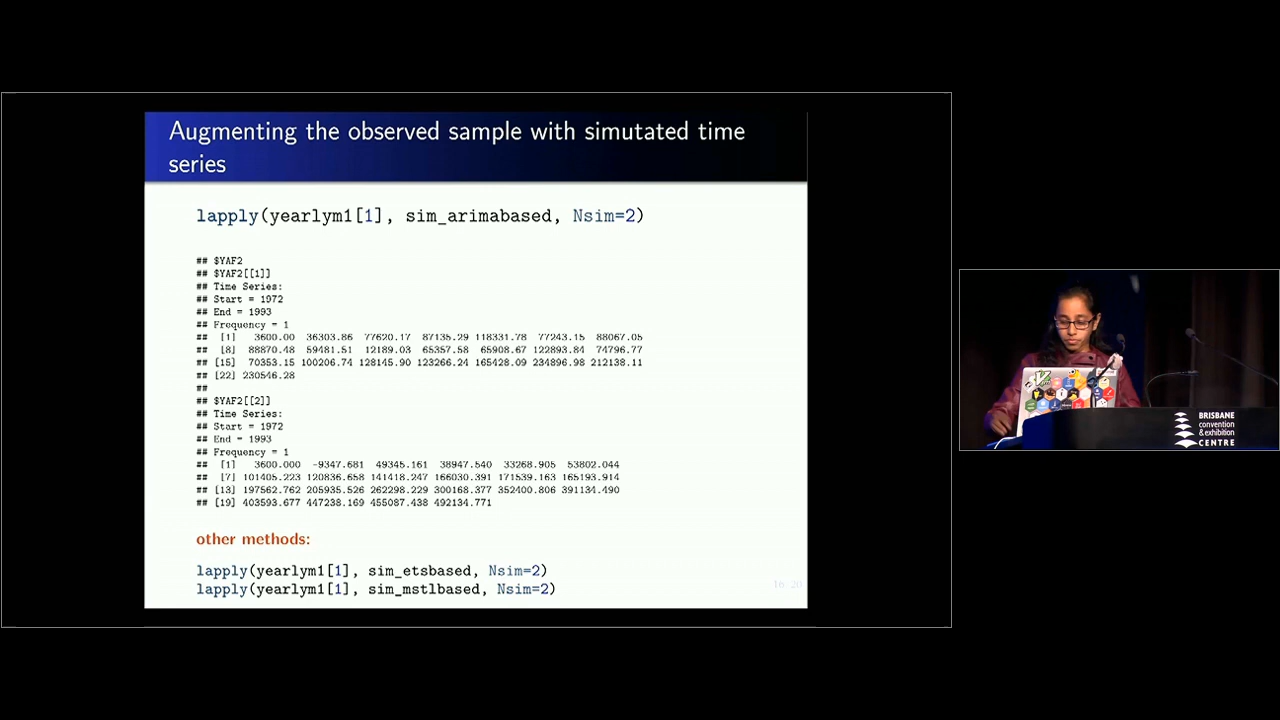 Augmenting the observed sample with simutated time
series
lapply(yearlym1[1], sim_arimabased, Nsim=2)
## $YAF2
## $YAF2[[1]]
## Time Series:
## Start = 1972
## End = 1993
## Frequency = 1
## [1] 3600.00 36303.86 77620.17 87135.29 118331.78 77243.15 88067.05
## [8] 88870.48 59481.51 12189.03 65357.58 65908.67 122893.84 74796.77
## [15] 70353.15 100206.74 128145.90 123266.24 165428.09 234896.98 212138.11
## [22] 230546.28
##
## $YAF2[[2]]
## Time Series:
## Start = 1972
## End = 1993
## Frequency = 1
## [1] 3600.000 -9347.681 49345.161 38947.540 33268.905 53802.044
## [7] 101405.223 120836.658 141418.247 166030.391 171539.163 165193.914
## [13] 197562.762 205935.526 262298.229 300168.377 352400.806 391134.490
## [19] 403593.677 447238.169 455087.438 492134.771
other methods:
lapply(yearlym1[1], sim_etsbased, Nsim=2)
lapply(yearlym1[1], sim_mstlbased, Nsim=2)
BRISBANE
convention
& exhibition
CENTRE